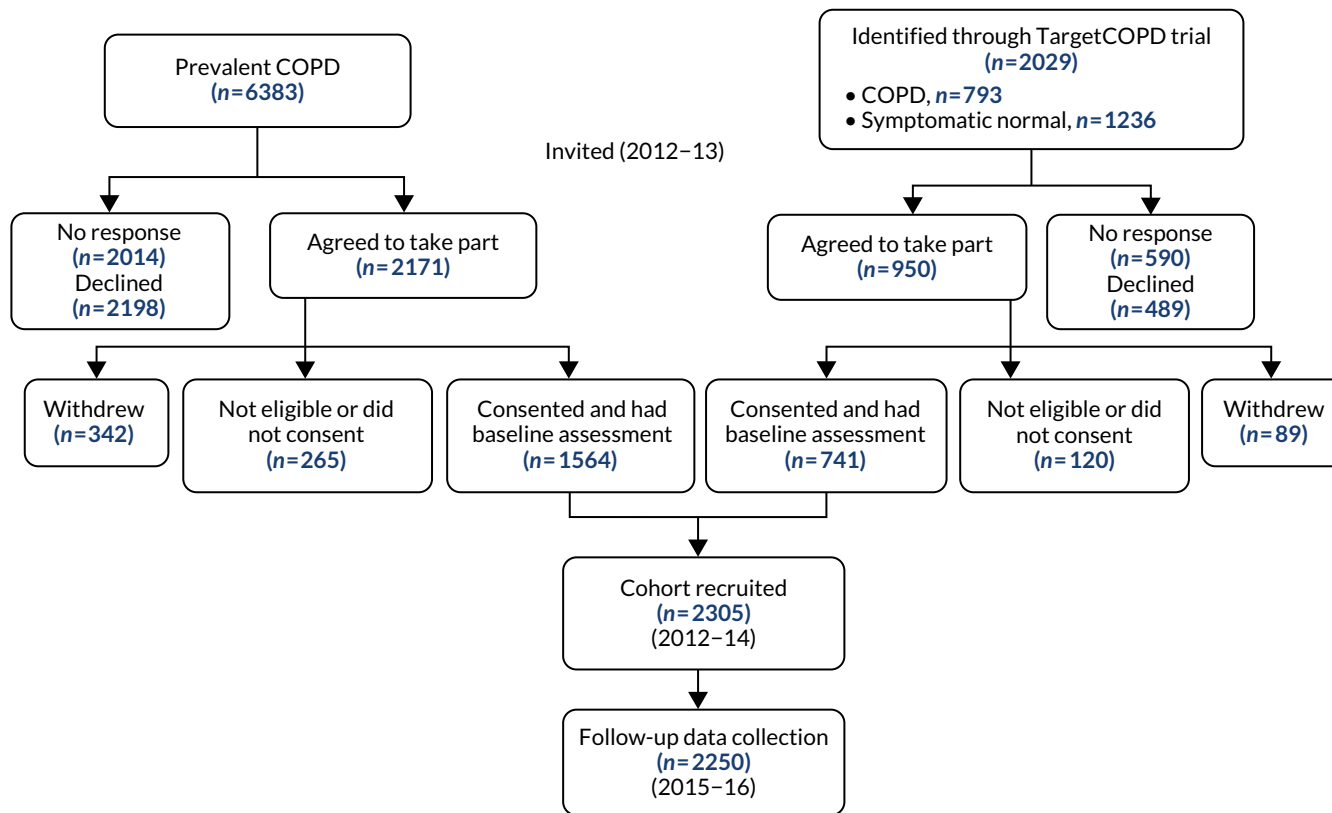 Prevalent COPD
(n=6383)
Identified through TargetCOPD trial
(n=2029)
• COPD, n=793
• Symptomatic normal, n=1236
Invited (2012–13)
No response
(n=2014)
Declined
(n=2198)
Agreed to take part
(n=2171)
Agreed to take part
(n=950)
No response
(n=590)
Declined
(n=489)
Withdrew
(n=342)
Not eligible or did
not consent
(n=265)
Consented and had
baseline assessment
(n=1564)
Consented and had
baseline assessment
(n=741)
Not eligible or did
not consent
(n=120)
Withdrew
(n=89)
Cohort recruited
(n=2305)
(2012–14)
Follow-up data collection
(n=2250)
(2015–16)